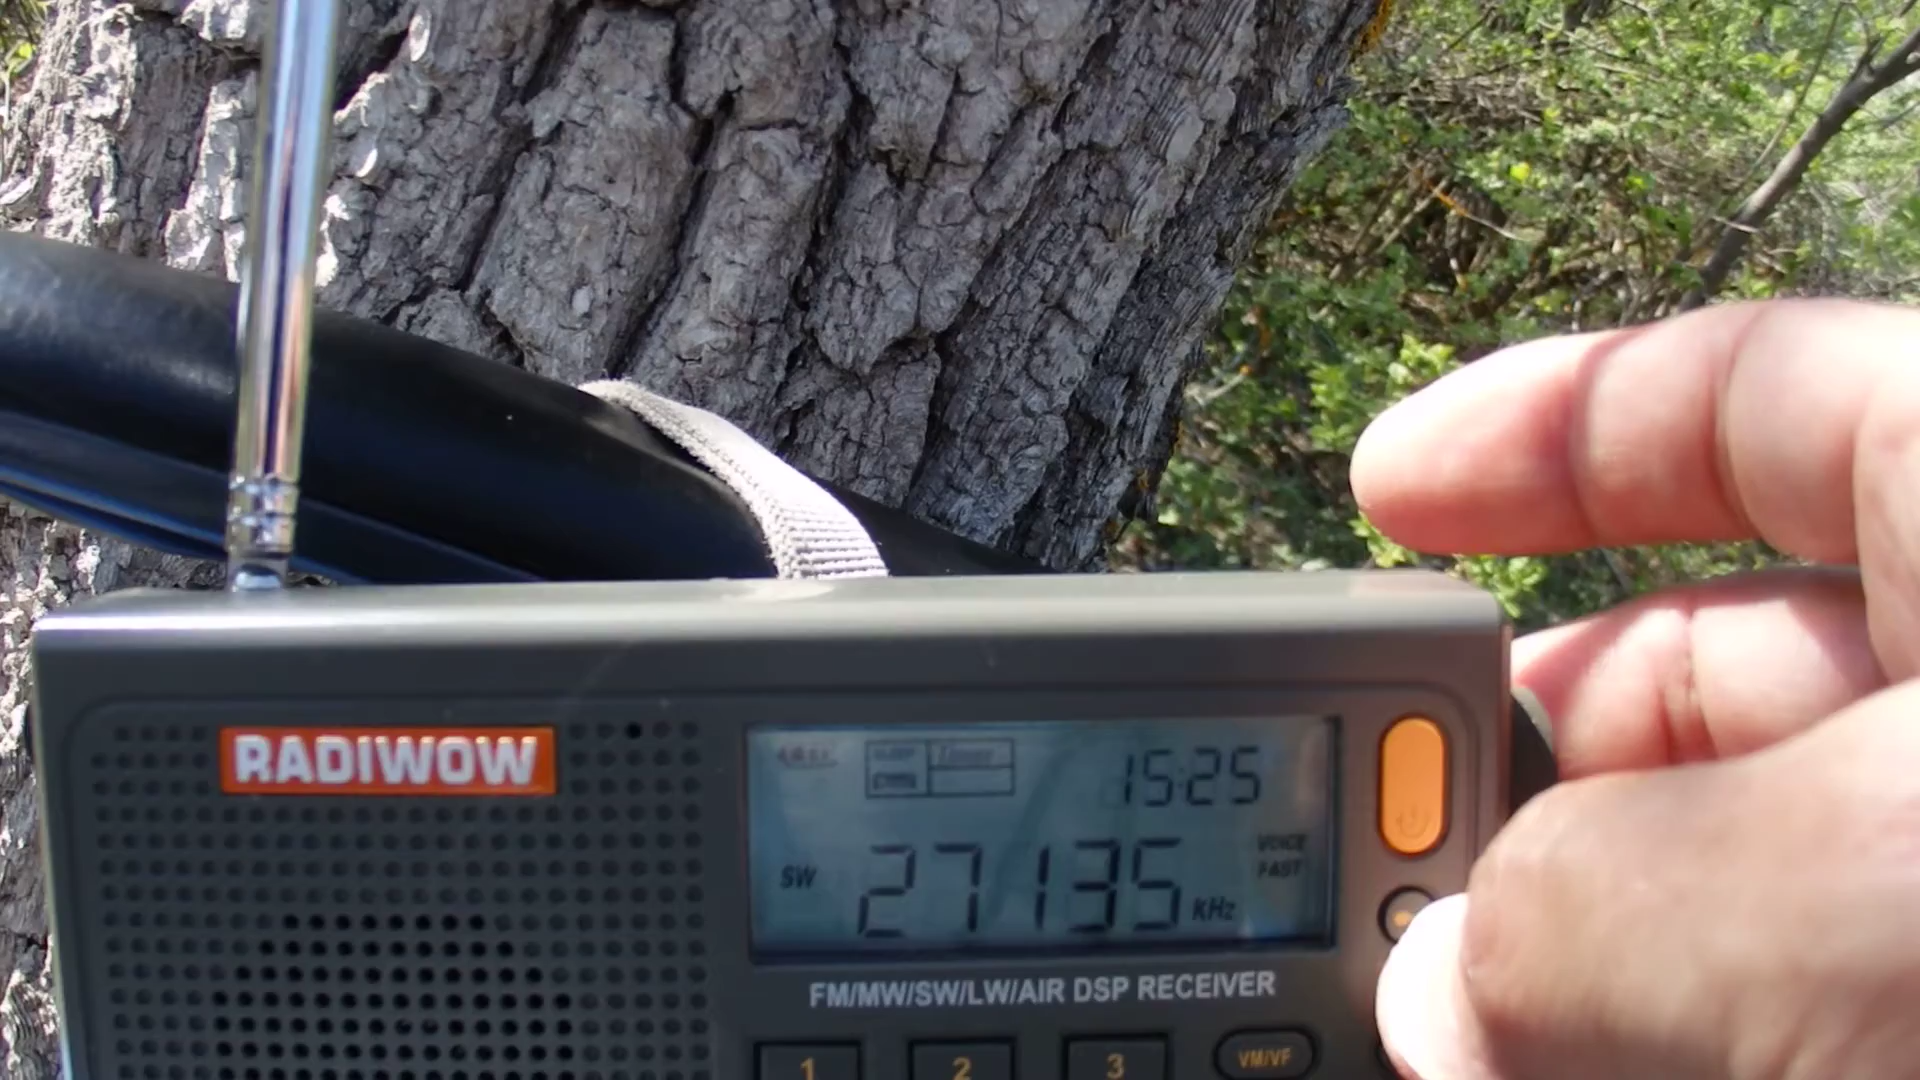 RADIWOW
15:25
VOICE
FAST
SW 27135 KHz
FM/MW/SW/LW/AIR DSP RECEIVER
1 2 3 VM/VF